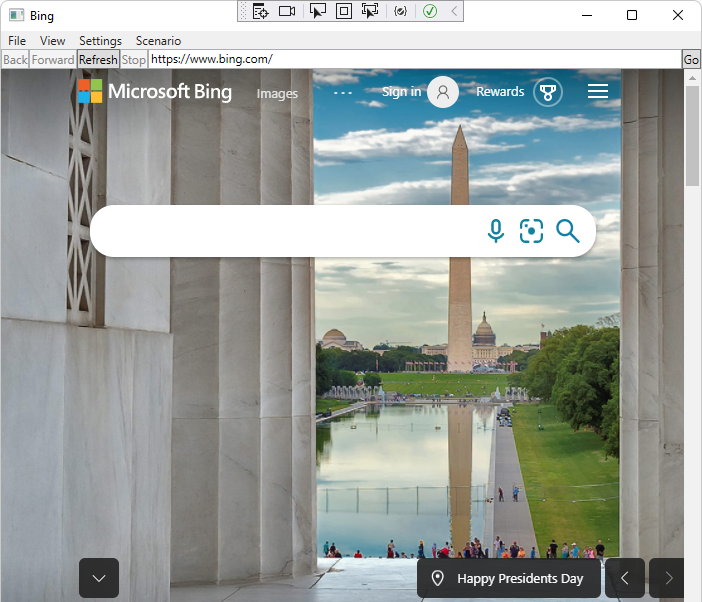 Bing
File View Settings Scenario
Back Forward Refresh Stop https://www.bing.com/ Go
Microsoft Bing Images ... Sign in Rewards
Happy Presidents Day